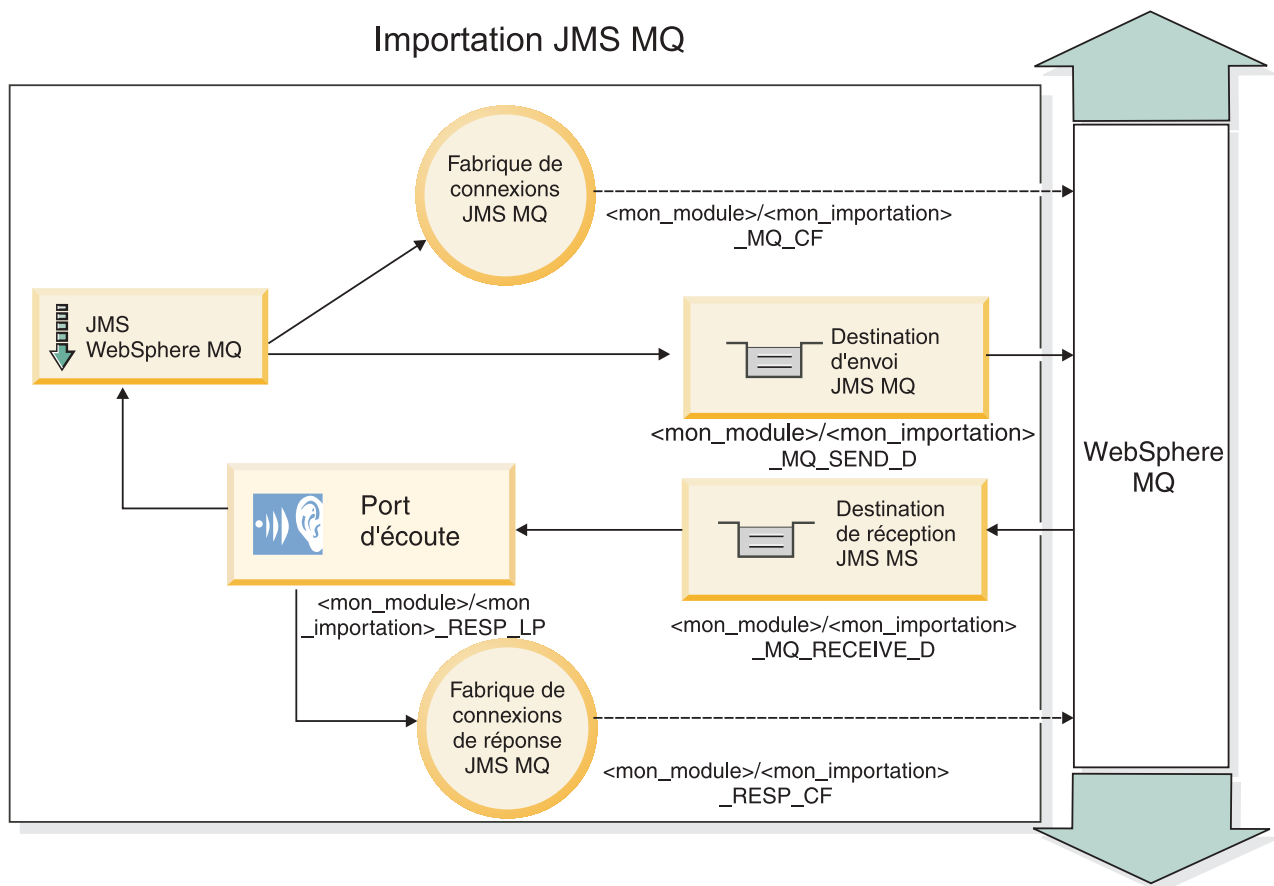 Importation JMS MQ
Fabrique de
connexions
JMS MQ
<mon_module>/<mon_importation>
_MQ_CF
JMS
WebSphere MQ
Destination
d'envoi
JMS MQ
<mon_module>/<mon_importation>
_MQ_SEND_D
WebSphere
MQ
Port
d'écoute
Destination
de réception
JMS MS
<mon_module>/<mon
_importation>_RESP_LP
<mon_module>/<mon_importation>
_MQ_RECEIVE_D
Fabrique de
connexions
de réponse
JMS MQ
<mon_module>/<mon_importation>
_RESP_CF